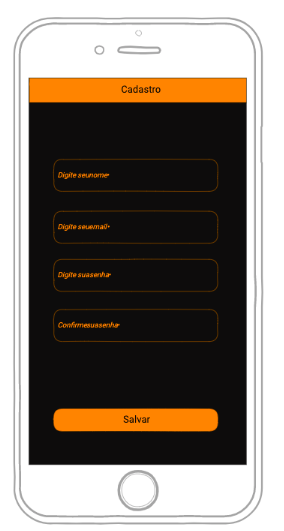 Cadastro
Digite seunome*
Digite seuemail*
Digite suasenha*
Confirmesuasenha*
Salvar